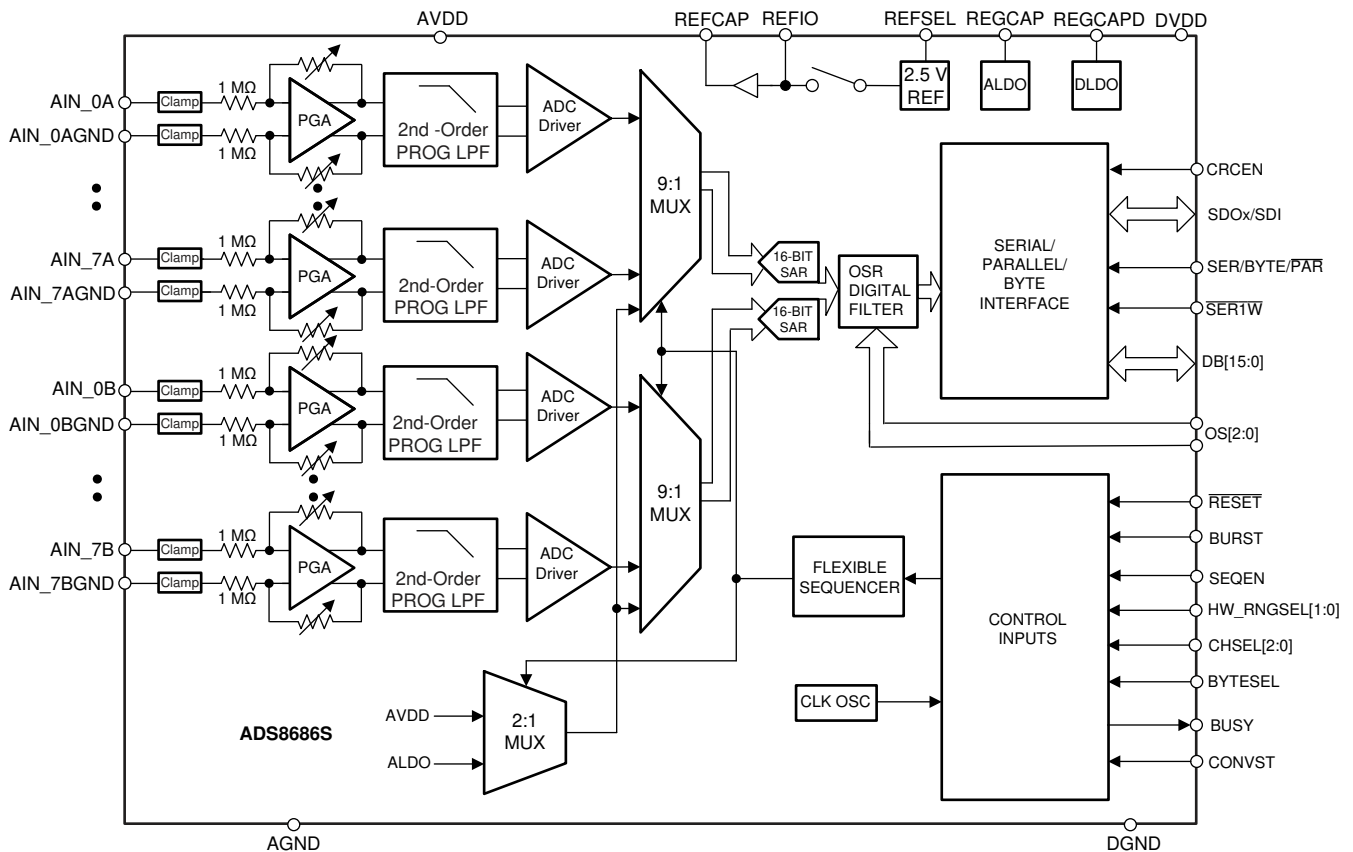 AVDD
REFCAP
REFIO
REFSEL
REGCAP
REGCAPD
DVDD
2.5 V
REF
ALDO
DLDO
AIN_0A
Clamp
1 MΩ
PGA
2nd -Order
PROG LPF
ADC
Driver
AIN_0AGND
Clamp
1 MΩ
AIN_7A
Clamp
1 MΩ
PGA
2nd-Order
PROG LPF
ADC
Driver
AIN_7AGND
Clamp
1 MΩ
9:1
MUX
16-BIT
SAR
16-BIT
SAR
OSR
DIGITAL
FILTER
SERIAL/
PARALLEL/
BYTE
INTERFACE
CRCEN
SDOx/SDI
SER/BYTE/P̅A̅R̅
S̅E̅R̅1̅W̅
DB[15:0]
OS[2:0]
AIN_0B
Clamp
1 MΩ
PGA
2nd-Order
PROG LPF
ADC
Driver
AIN_0BGND
Clamp
1 MΩ
AIN_7B
Clamp
1 MΩ
PGA
2nd-Order
PROG LPF
ADC
Driver
AIN_7BGND
Clamp
1 MΩ
9:1
MUX
FLEXIBLE
SEQUENCER
CLK OSC
CONTROL
INPUTS
R̅E̅S̅E̅T̅
BURST
SEQEN
HW_RNGSEL[1:0]
CHSEL[2:0]
BYTESEL
BUSY
CONVST
AVDD
ALDO
2:1
MUX
ADS8686S
AGND
DGND